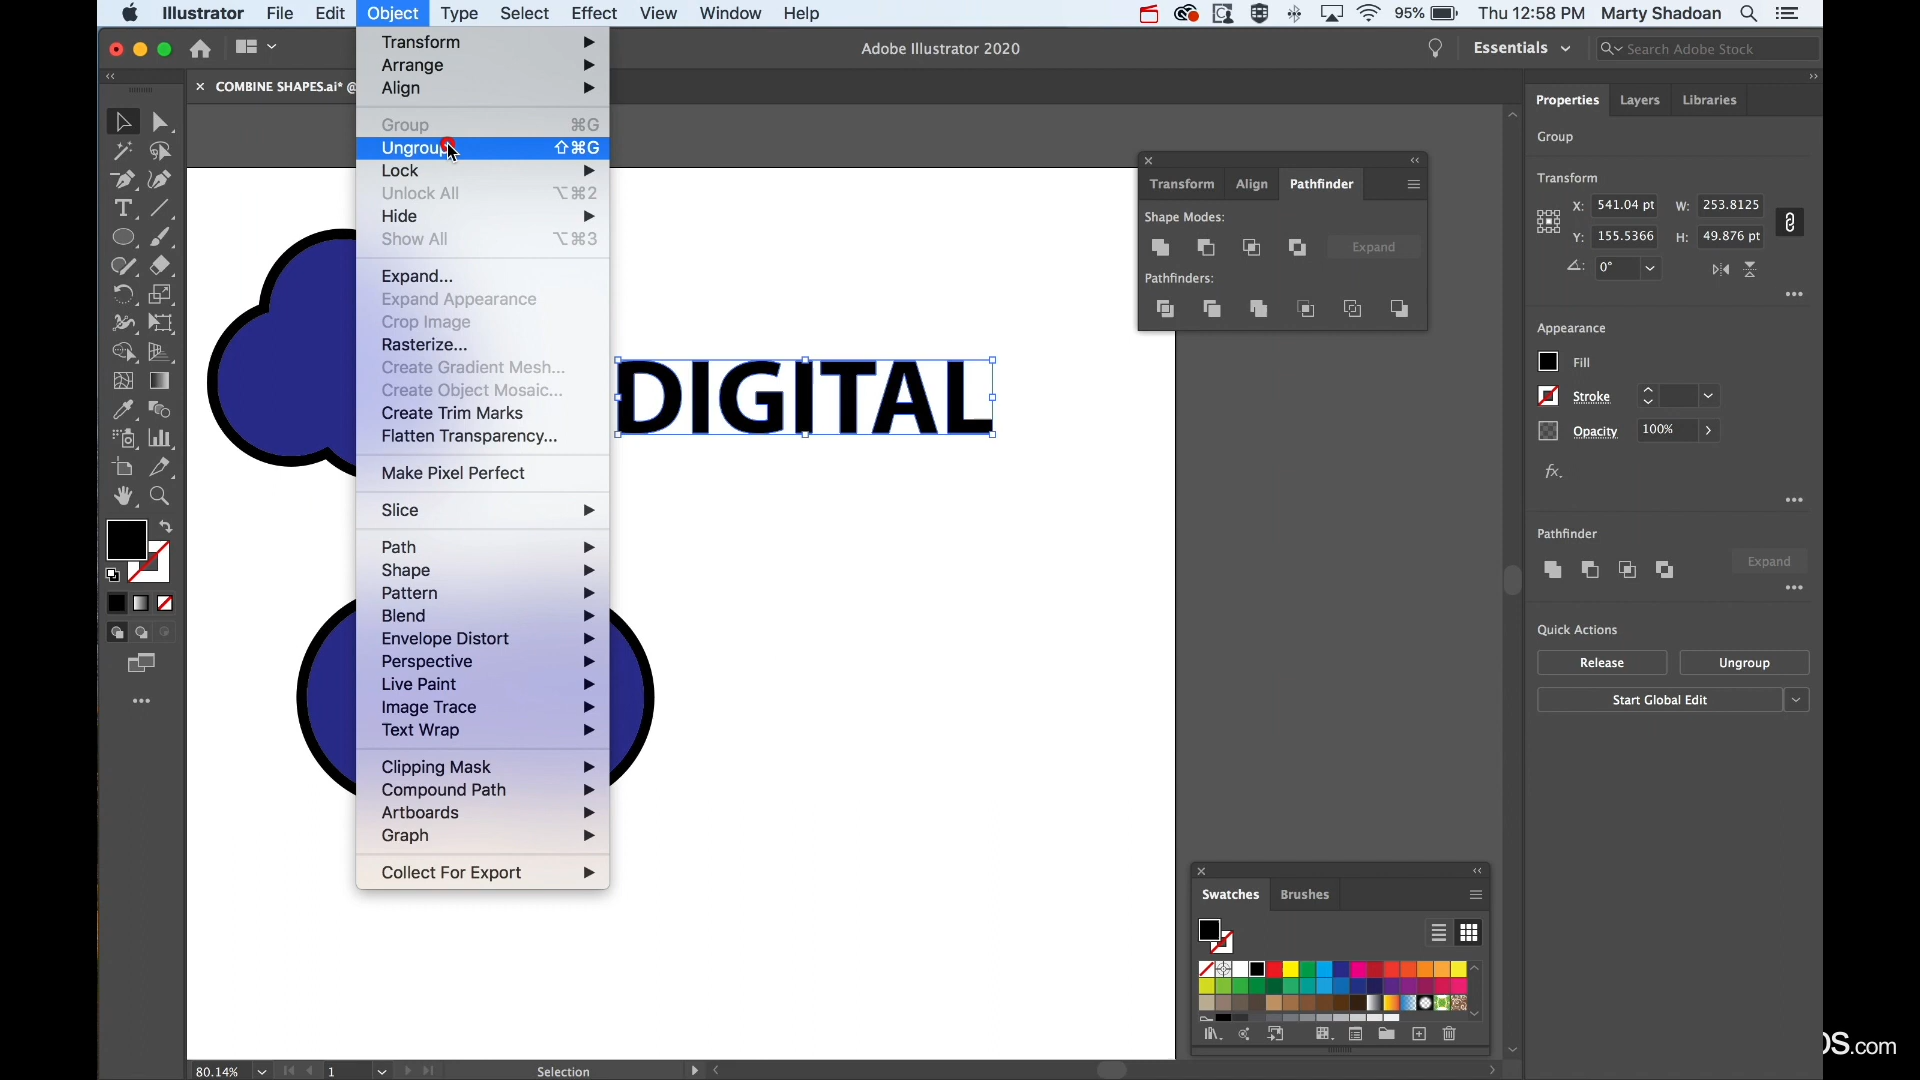 Illustrator File Edit Object Type Select Effect View Window Help
95% Thu 12:58 PM Marty Shadoan
Adobe Illustrator 2020
Essentials
Search Adobe Stock
COMBINE SHAPES.ai* @
Transform
Arrange
Align
Group ⌘G
Ungroup ⇧⌘G
Lock
Unlock All ⌥⌘2
Hide
Show All ⌥⌘3
Expand...
Expand Appearance
Crop Image
Rasterize...
Create Gradient Mesh...
Create Object Mosaic...
Create Trim Marks
Flatten Transparency...
Make Pixel Perfect
Slice
Path
Shape
Pattern
Blend
Envelope Distort
Perspective
Live Paint
Image Trace
Text Wrap
Clipping Mask
Compound Path
Artboards
Graph
Collect For Export
DIGITAL
Transform Align Pathfinder
Shape Modes:
Expand
Pathfinders:
Properties Layers Libraries
Group
Transform
X: 541.04 pt W: 253.8125
Y: 155.5366 H: 49.876 pt
0°
Appearance
Fill
Stroke
Opacity 100%
fx.
Pathfinder
Expand
Quick Actions
Release Ungroup
Start Global Edit
Swatches Brushes
80.14% 1 Selection
S.com